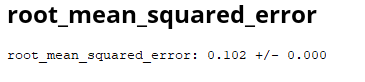 root_mean_squared_error
root_mean_squared_error: 0.102 +/- 0.000